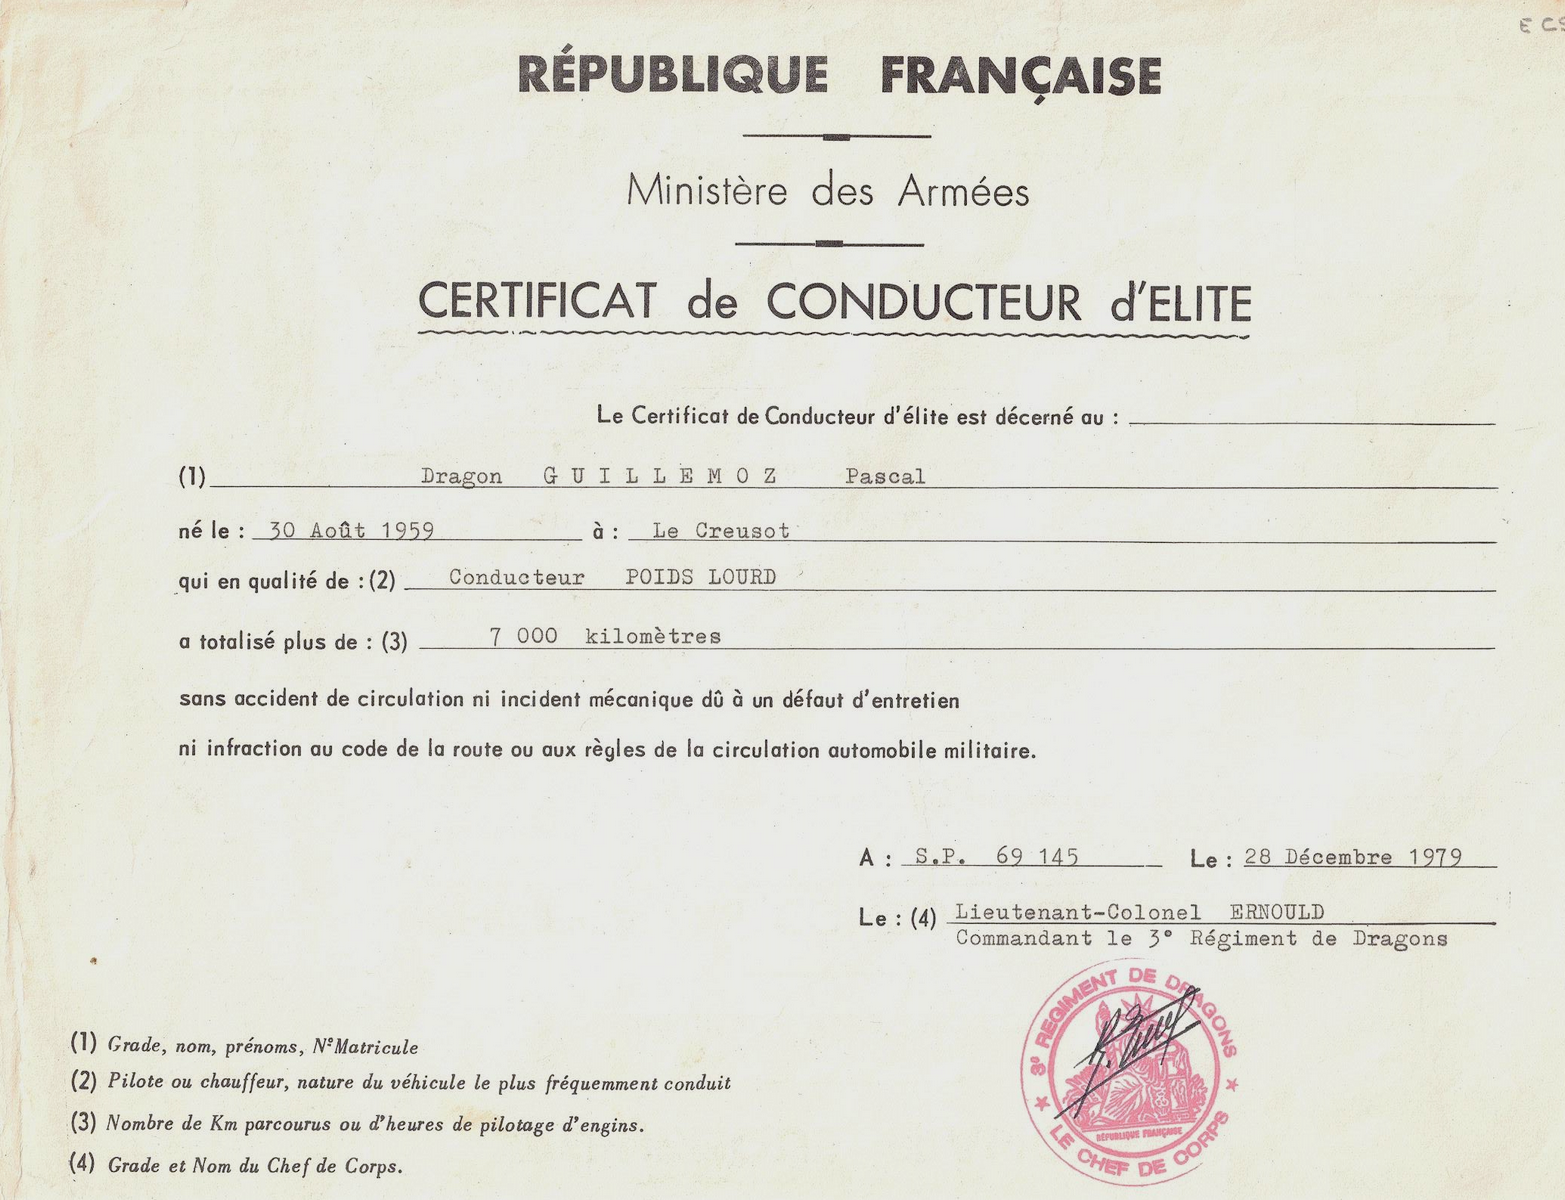 E CS
RÉPUBLIQUE FRANÇAISE
Ministère des Armées
CERTIFICAT de CONDUCTEUR d'ELITE
Le Certificat de Conducteur d'élite est décerné au :
(1) Dragon GUILLEMOZ Pascal
né le : 30 Août 1959 à : Le Creusot
qui en qualité de : (2) Conducteur POIDS LOURD
a totalisé plus de : (3) 7 000 kilomètres
sans accident de circulation ni incident mécanique dû à un défaut d'entretien
ni infraction au code de la route ou aux règles de la circulation automobile militaire.
A : S.P. 69 145 Le : 28 Décembre 1979
Le : (4) Lieutenant-Colonel ERNOULD
Commandant le 3° Régiment de Dragons
3e REGIMENT DE DRAGONS
RÉPUBLIQUE FRANÇAISE
★ LE CHEF DE CORPS ★
(1) Grade, nom, prénoms, N° Matricule
(2) Pilote ou chauffeur, nature du véhicule le plus fréquemment conduit
(3) Nombre de Km parcourus ou d'heures de pilotage d'engins.
(4) Grade et Nom du Chef de Corps.